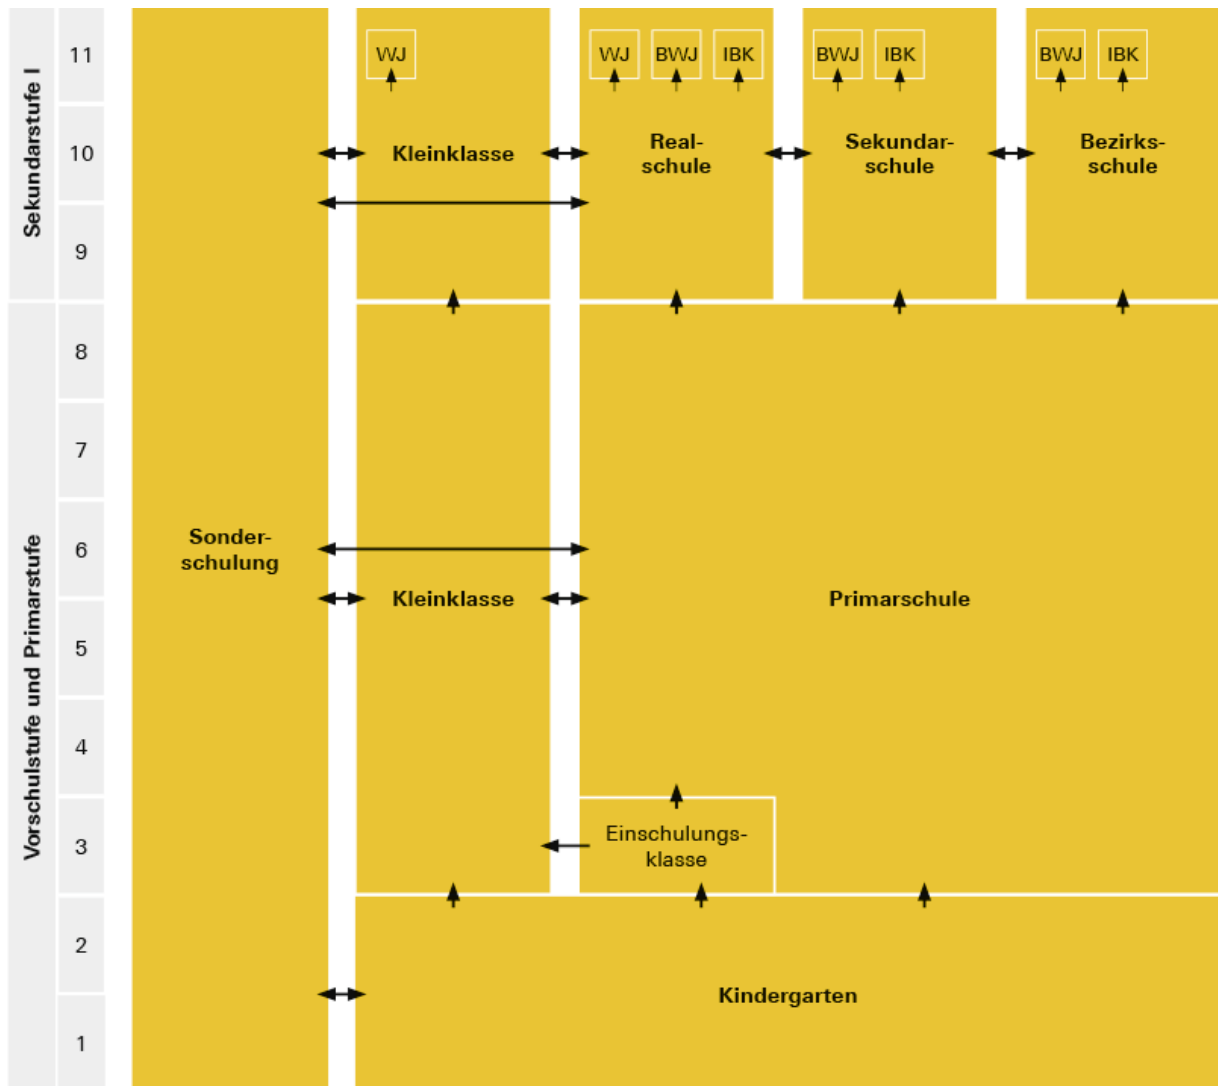 Sekundarstufe I
11
WJ
WJ
BWJ
IBK
BWJ
IBK
BWJ
IBK
10
Kleinklasse
Real-
schule
Sekundar-
schule
Bezirks-
schule
9
Vorschulstufe und Primarstufe
8
7
6
Sonder-
schulung
Kleinklasse
Primarschule
5
4
3
Einschulungs-
klasse
2
Kindergarten
1